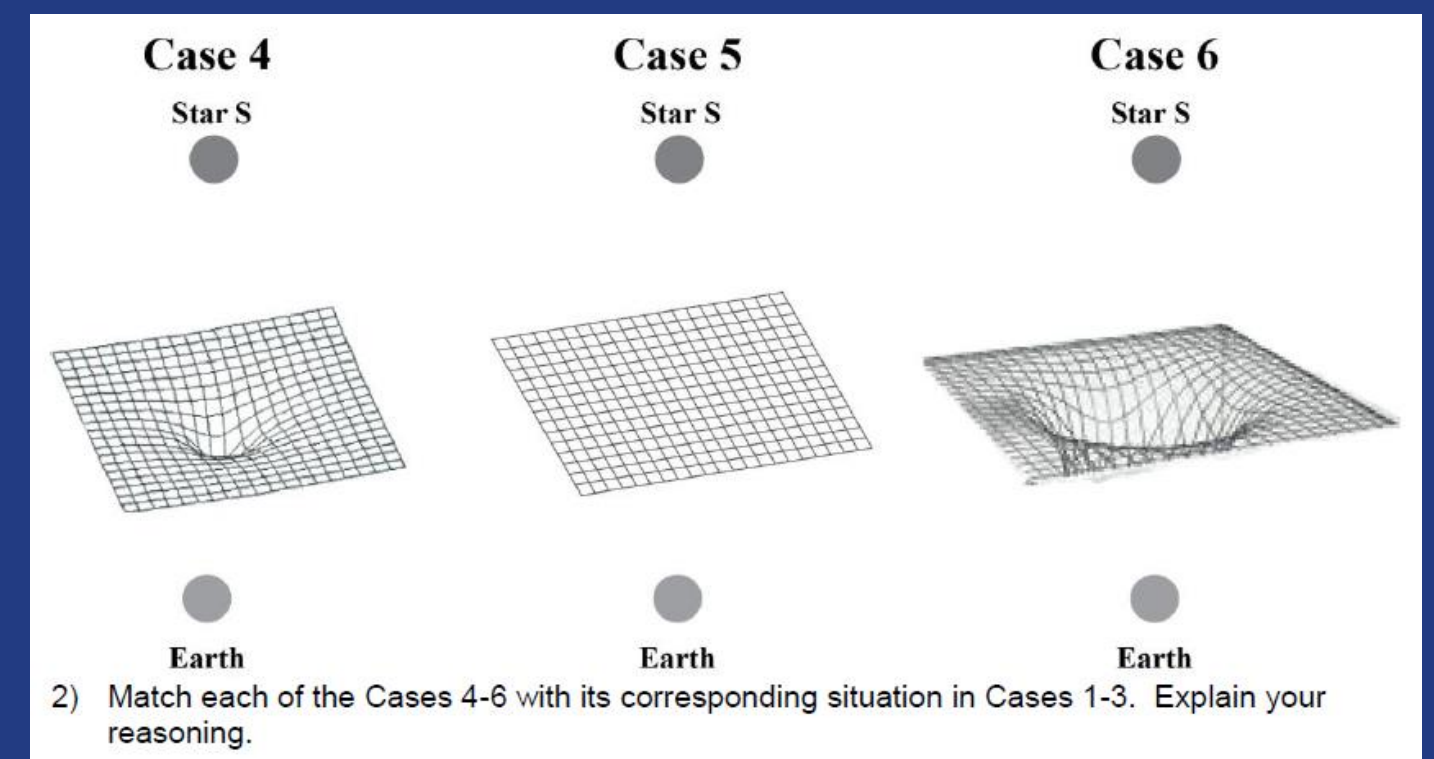 Case 4 Case 5 Case 6
Star S Star S Star S
Earth Earth Earth
2) Match each of the Cases 4-6 with its corresponding situation in Cases 1-3. Explain your
reasoning.